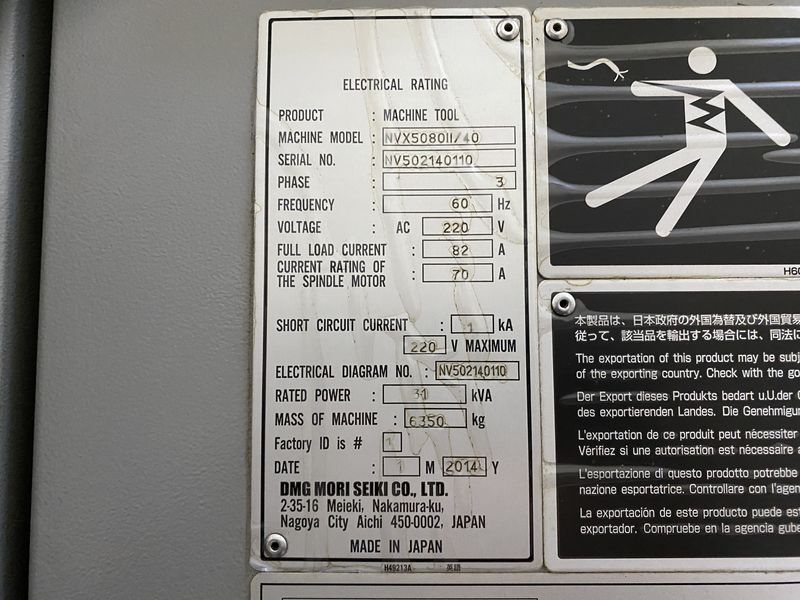 ELECTRICAL RATING
PRODUCT : MACHINE TOOL
MACHINE MODEL : NVX5080II/40
SERIAL NO. : NV502140110
PHASE : 3
FREQUENCY : 60 Hz
VOLTAGE AC 220 V
FULL LOAD CURRENT : 82 A
CURRENT RATING OF
THE SPINDLE MOTOR : 70 A
SHORT CIRCUIT CURRENT : 1 kA
220 V MAXIMUM
ELECTRICAL DIAGRAM NO. : NV502140110
RATED POWER : 31 kVA
MASS OF MACHINE : 6350 kg
Factory ID is # 1
DATE : 1 M 2014 Y
DMG MORI SEIKI CO., LTD.
2-35-16 Meieki, Nakamura-ku,
Nagoya City Aichi 450-0002, JAPAN
MADE IN JAPAN
H49213A 英語
H60
本製品は、日本政府の外国為替及び外国貿易
従って、該当品を輸出する場合には、同法に
The exportation of this product may be subj
of the exporting country. Check with the go
Der Export dieses Produkts bedarf u.U.der
des exportierenden Landes. Die Genehmigu
L'exportation de ce produit peut nécessiter
Vérifiez si une autorisation est nécessaire a
L'esportazione di questo prodotto potrebbe
nazione esportatrice. Controllare con l'agen
La exportación de este producto puede est
exportador. Compruebe en la agencia gube